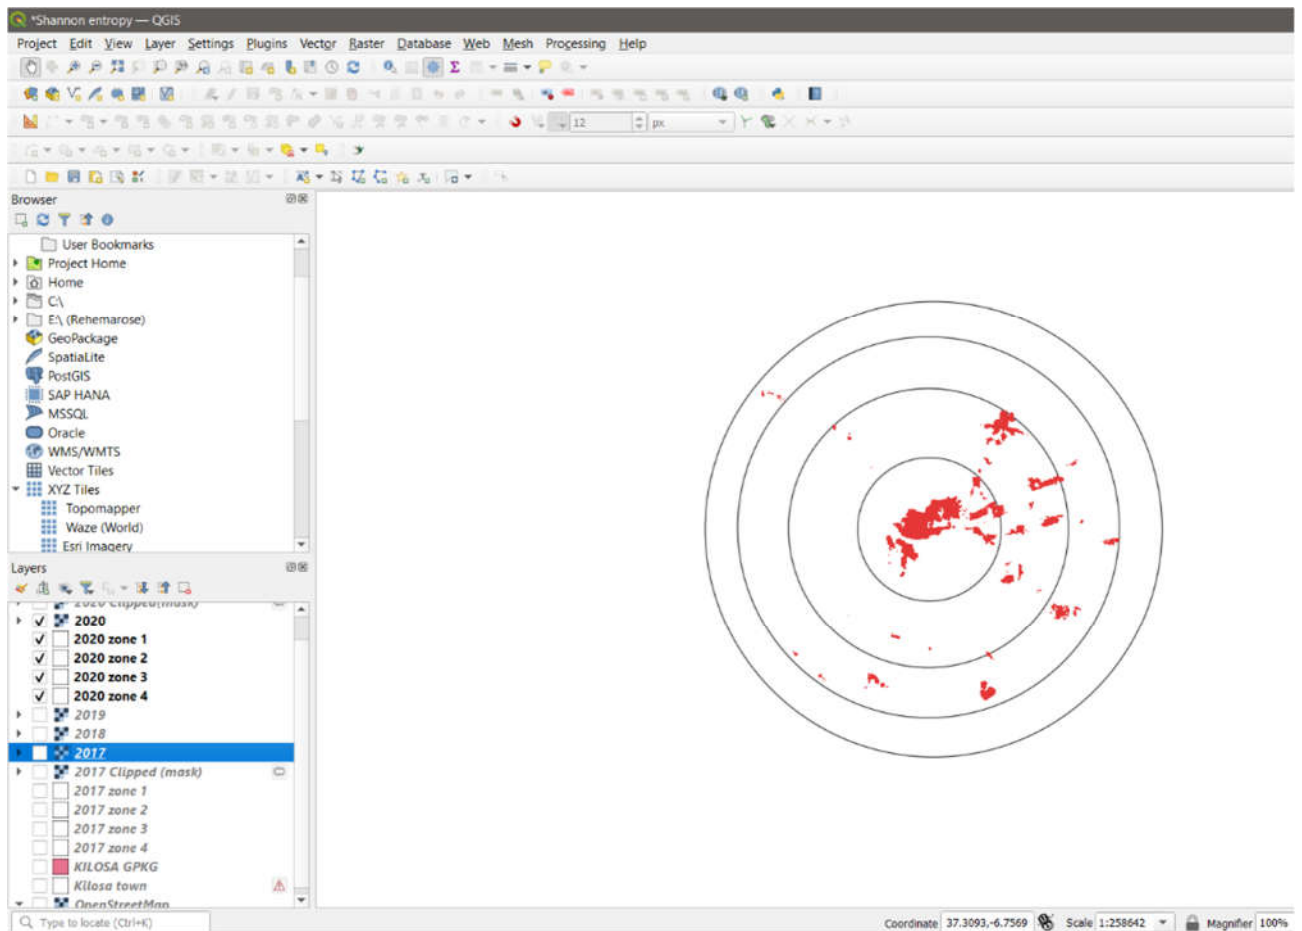 *Shannon entropy — QGIS
Project Edit View Layer Settings Plugins Vector Raster Database Web Mesh Processing Help
12 px
Browser
User Bookmarks
Project Home
Home
C:\
E:\ (Rehemarose)
GeoPackage
SpatiaLite
PostGIS
SAP HANA
MSSQL
Oracle
WMS/WMTS
Vector Tiles
XYZ Tiles
Topomapper
Waze (World)
Esri Imagery
Layers
2020 Clipped(mask)
2020
2020 zone 1
2020 zone 2
2020 zone 3
2020 zone 4
2019
2018
2017
2017 Clipped (mask)
2017 zone 1
2017 zone 2
2017 zone 3
2017 zone 4
KILOSA GPKG
Kilosa town
OpenStreetMap
Type to locate (Ctrl+K)
Coordinate 37.3093,-6.7569 Scale 1:258642 Magnifier 100%